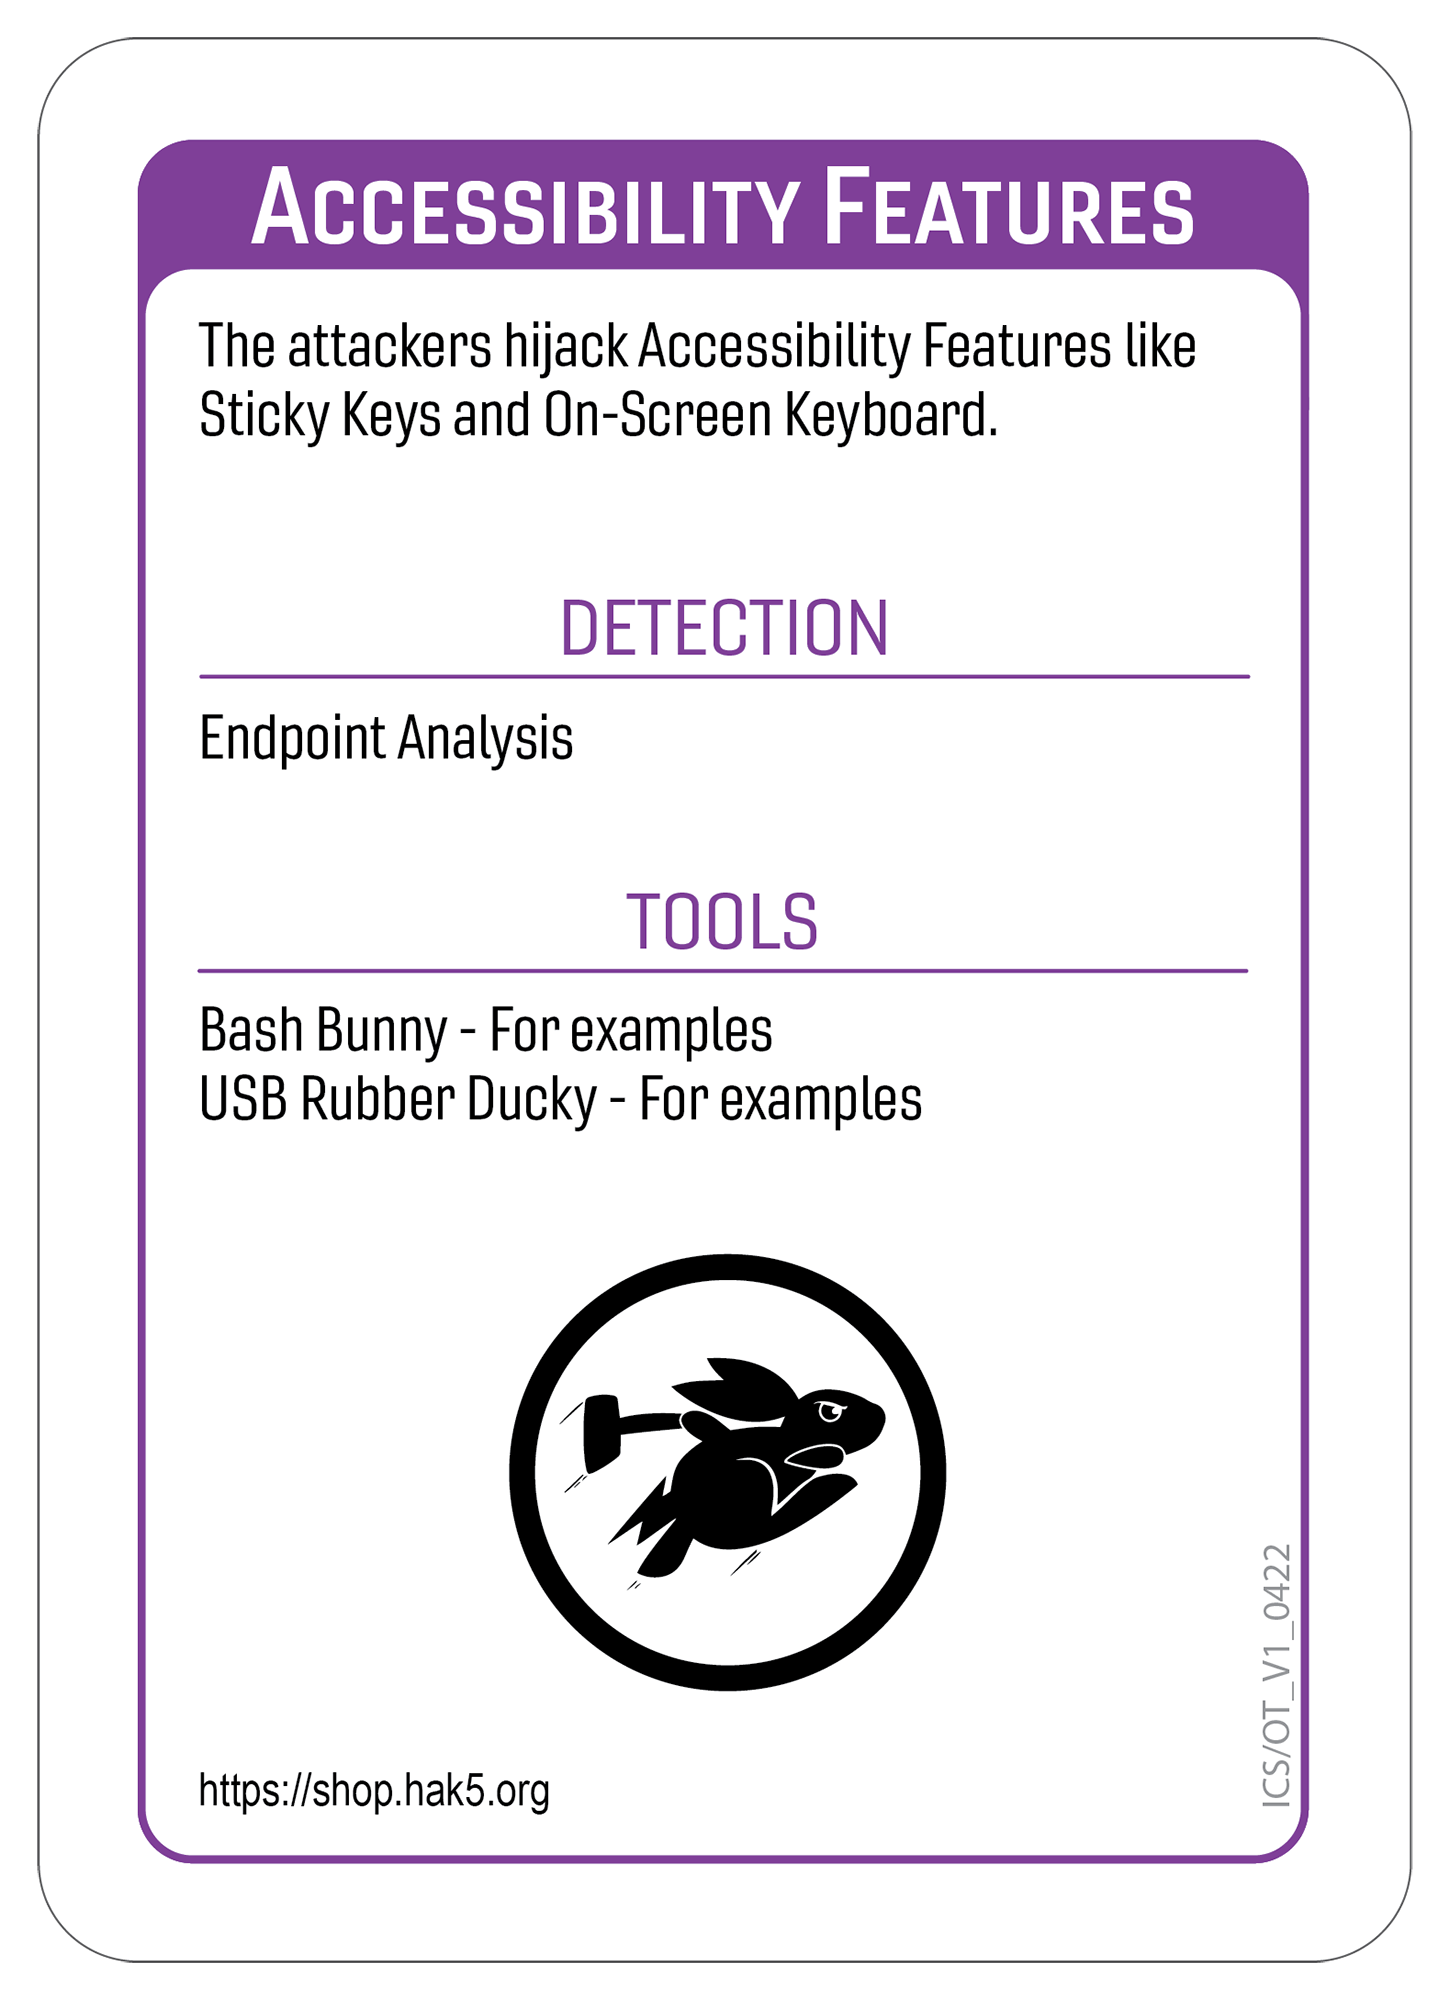 Accessibility Features
The attackers hijack Accessibility Features like
Sticky Keys and On-Screen Keyboard.
DETECTION
Endpoint Analysis
TOOLS
Bash Bunny - For examples
USB Rubber Ducky - For examples
https://shop.hak5.org
ICS/OT_V1_0422